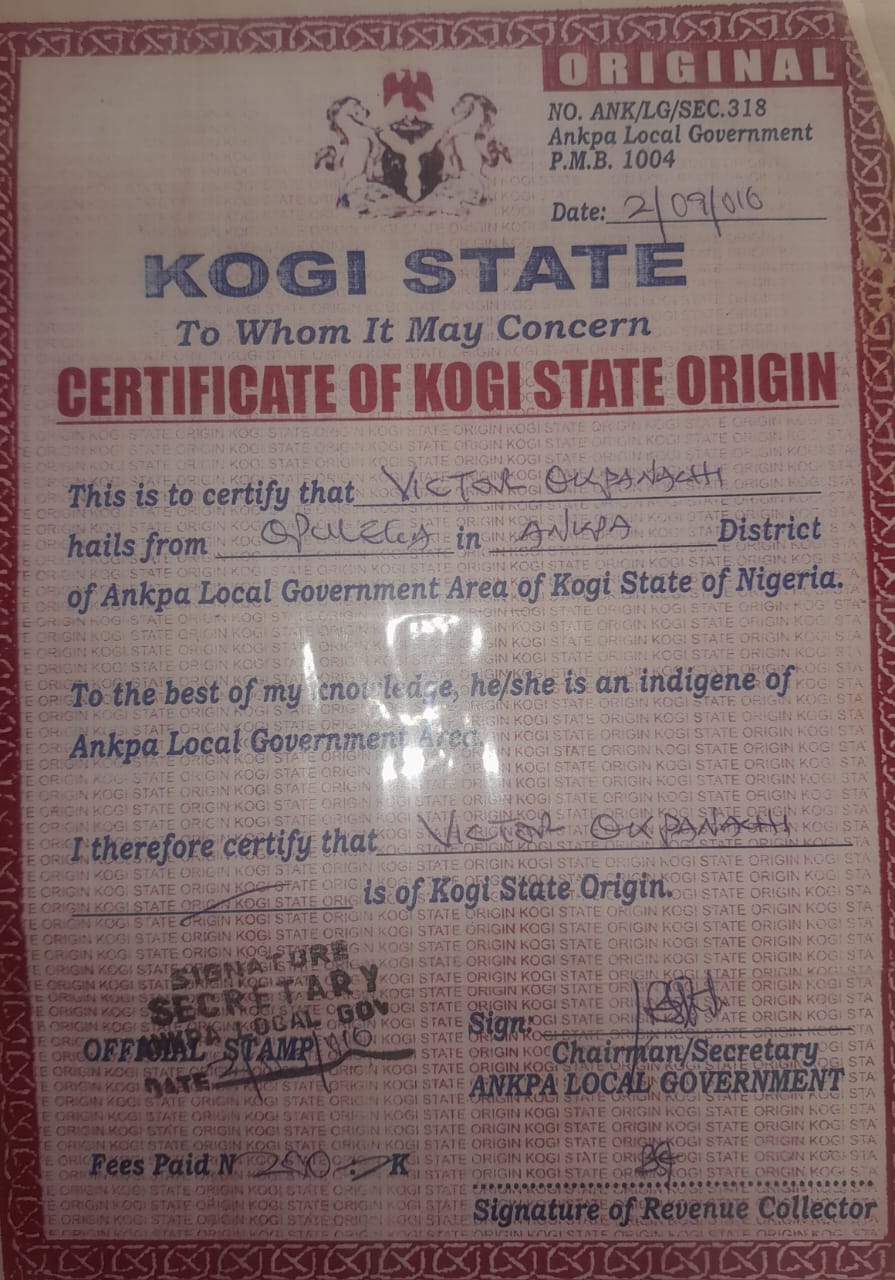 ORIGINAL
NO. ANK/LG/SEC.318
Ankpa Local Government
P.M.B. 1004
Date: 2/09/016
KOGI STATE
To Whom It May Concern
CERTIFICATE OF KOGI STATE ORIGIN
This is to certify that VICTOR OKPANACHI
hails from OPULEGA in ANKPA District
of Ankpa Local Government Area of Kogi State of Nigeria.
To the best of my knowledge, he/she is an indigene of
Ankpa Local Government Area.
I therefore certify that VICTOR OKPANACHI
is of Kogi State Origin.
SIGNATURE
SECRETARY
ANKPA LOCAL GOV
OFFICIAL STAMP
DATE
Sign:
Chairman/Secretary
ANKPA LOCAL GOVERNMENT
Fees Paid N K
Signature of Revenue Collector